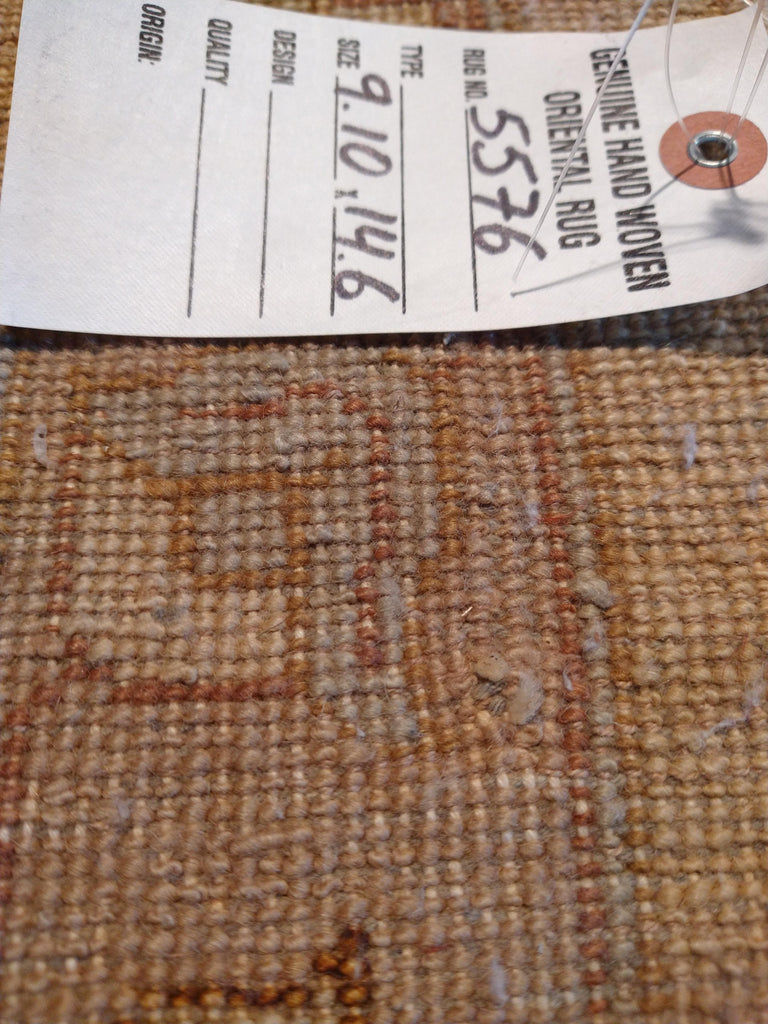 GENUINE HAND WOVEN
ORIENTAL RUG
RUG NO. 5576
TYPE
SIZE 9.10 x 14.6
DESIGN
QUALITY
ORIGIN: